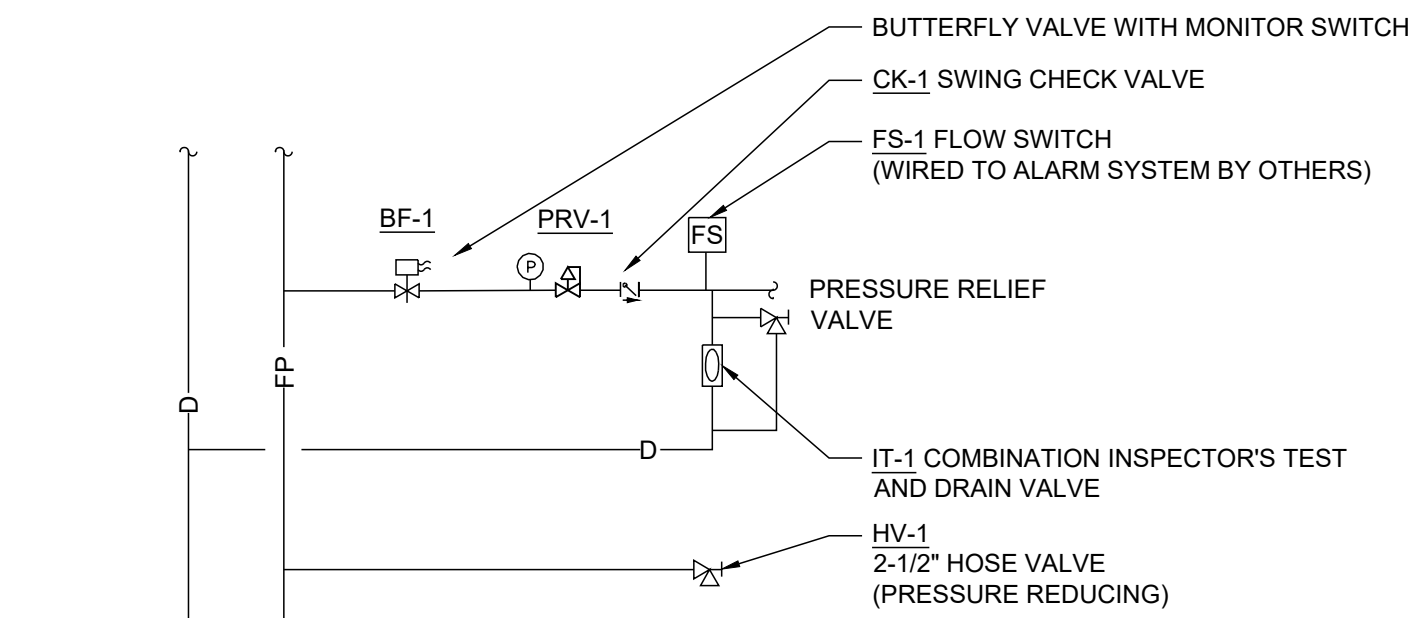 BUTTERFLY VALVE WITH MONITOR SWITCH
CK-1 SWING CHECK VALVE
FS-1 FLOW SWITCH
(WIRED TO ALARM SYSTEM BY OTHERS)
BF-1
PRV-1
FS
P
PRESSURE RELIEF
VALVE
FP
D
D
IT-1 COMBINATION INSPECTOR'S TEST
AND DRAIN VALVE
HV-1
2-1/2" HOSE VALVE
(PRESSURE REDUCING)